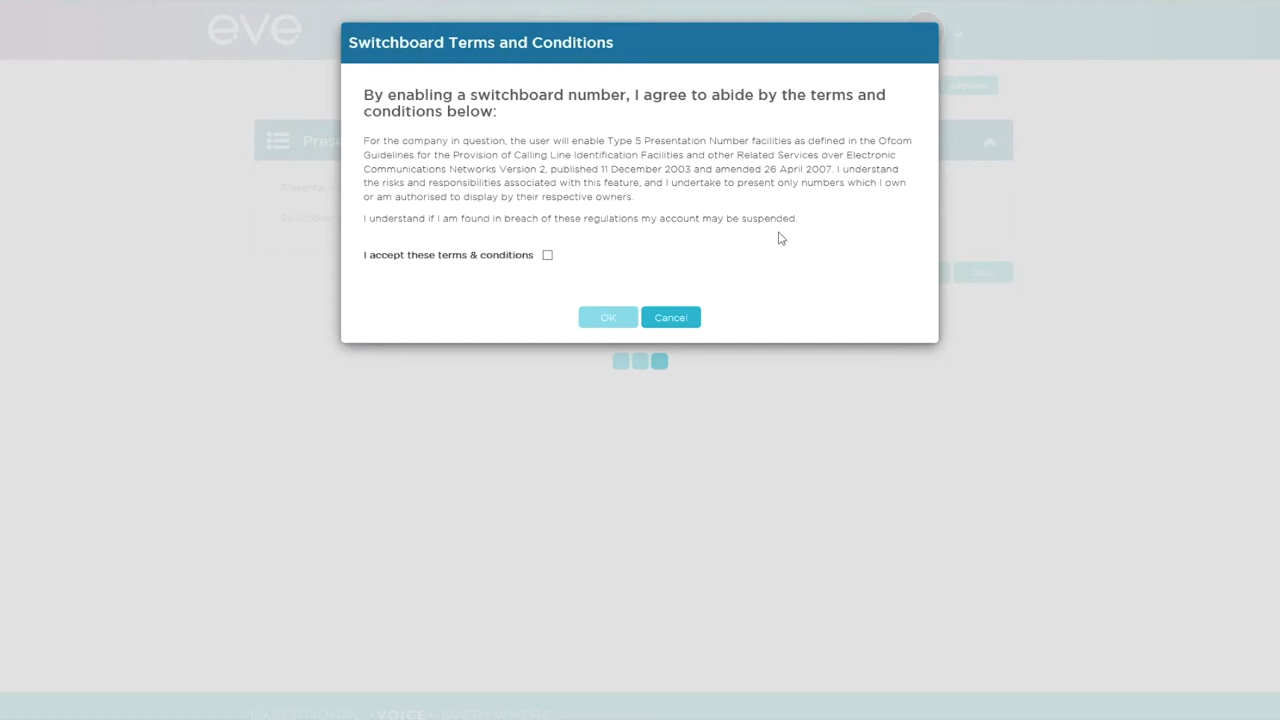 eve
Switchboard Terms and Conditions
By enabling a switchboard number, I agree to abide by the terms and
conditions below:
For the company in question, the user will enable Type 5 Presentation Number facilities as defined in the Ofcom
Guidelines for the Provision of Calling Line Identification Facilities and other Related Services over Electronic
Communications Networks Version 2, published 11 December 2003 and amended 26 April 2007. I understand
the risks and responsibilities associated with this feature, and I undertake to present only numbers which I own
or am authorised to display by their respective owners.
I understand if I am found in breach of these regulations my account may be suspended.
I accept these terms & conditions
OK Cancel
EXCEPTIONAL •VOICE• EVERYWHERE